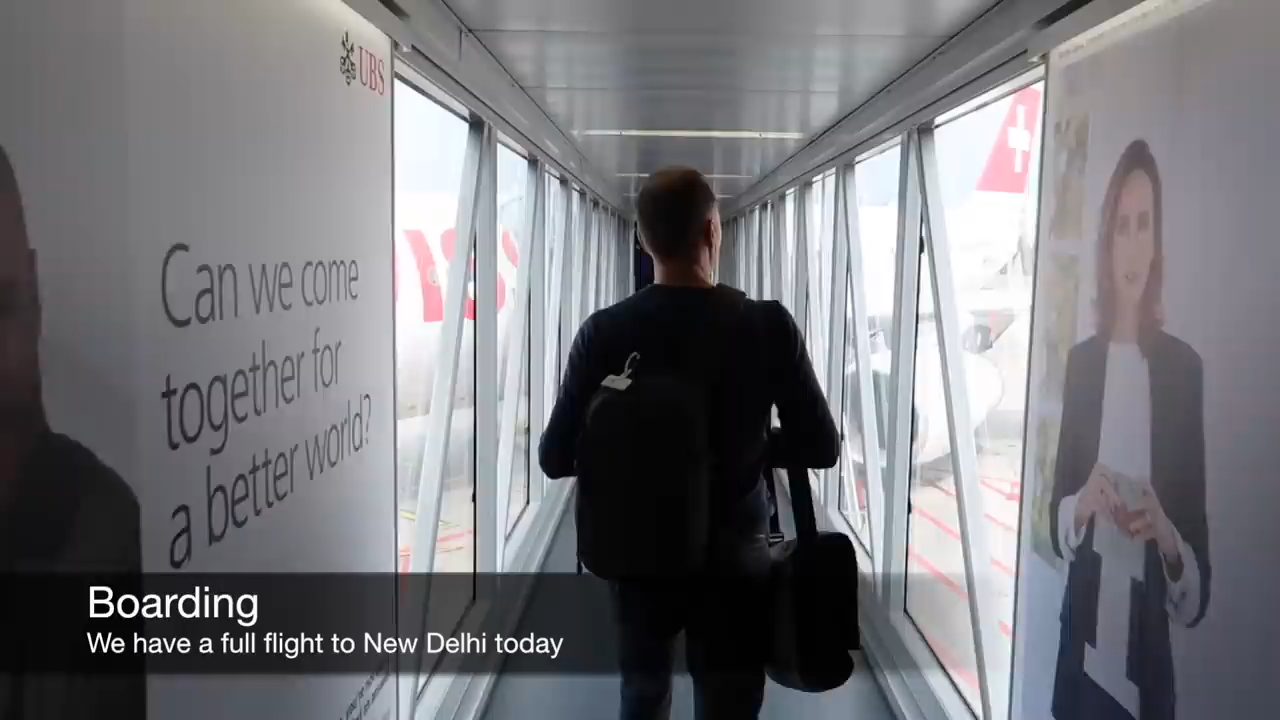 UBS
Can we come
together for
a better world?
Boarding
We have a full flight to New Delhi today